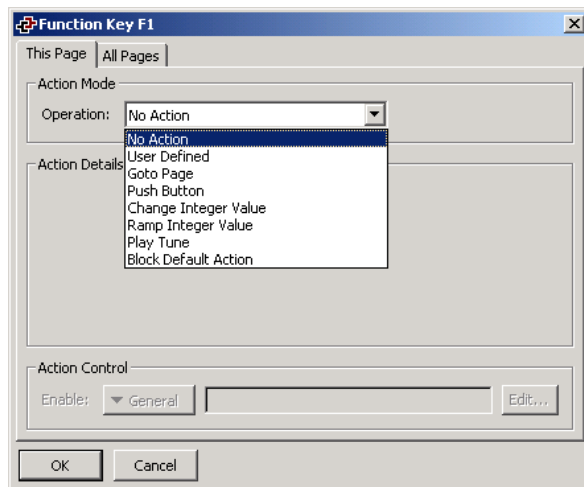 Function Key F1
This Page All Pages
Action Mode
Operation: No Action
No Action
User Defined
Goto Page
Push Button
Change Integer Value
Ramp Integer Value
Play Tune
Block Default Action
Action Details
Action Control
Enable: General Edit...
OK Cancel